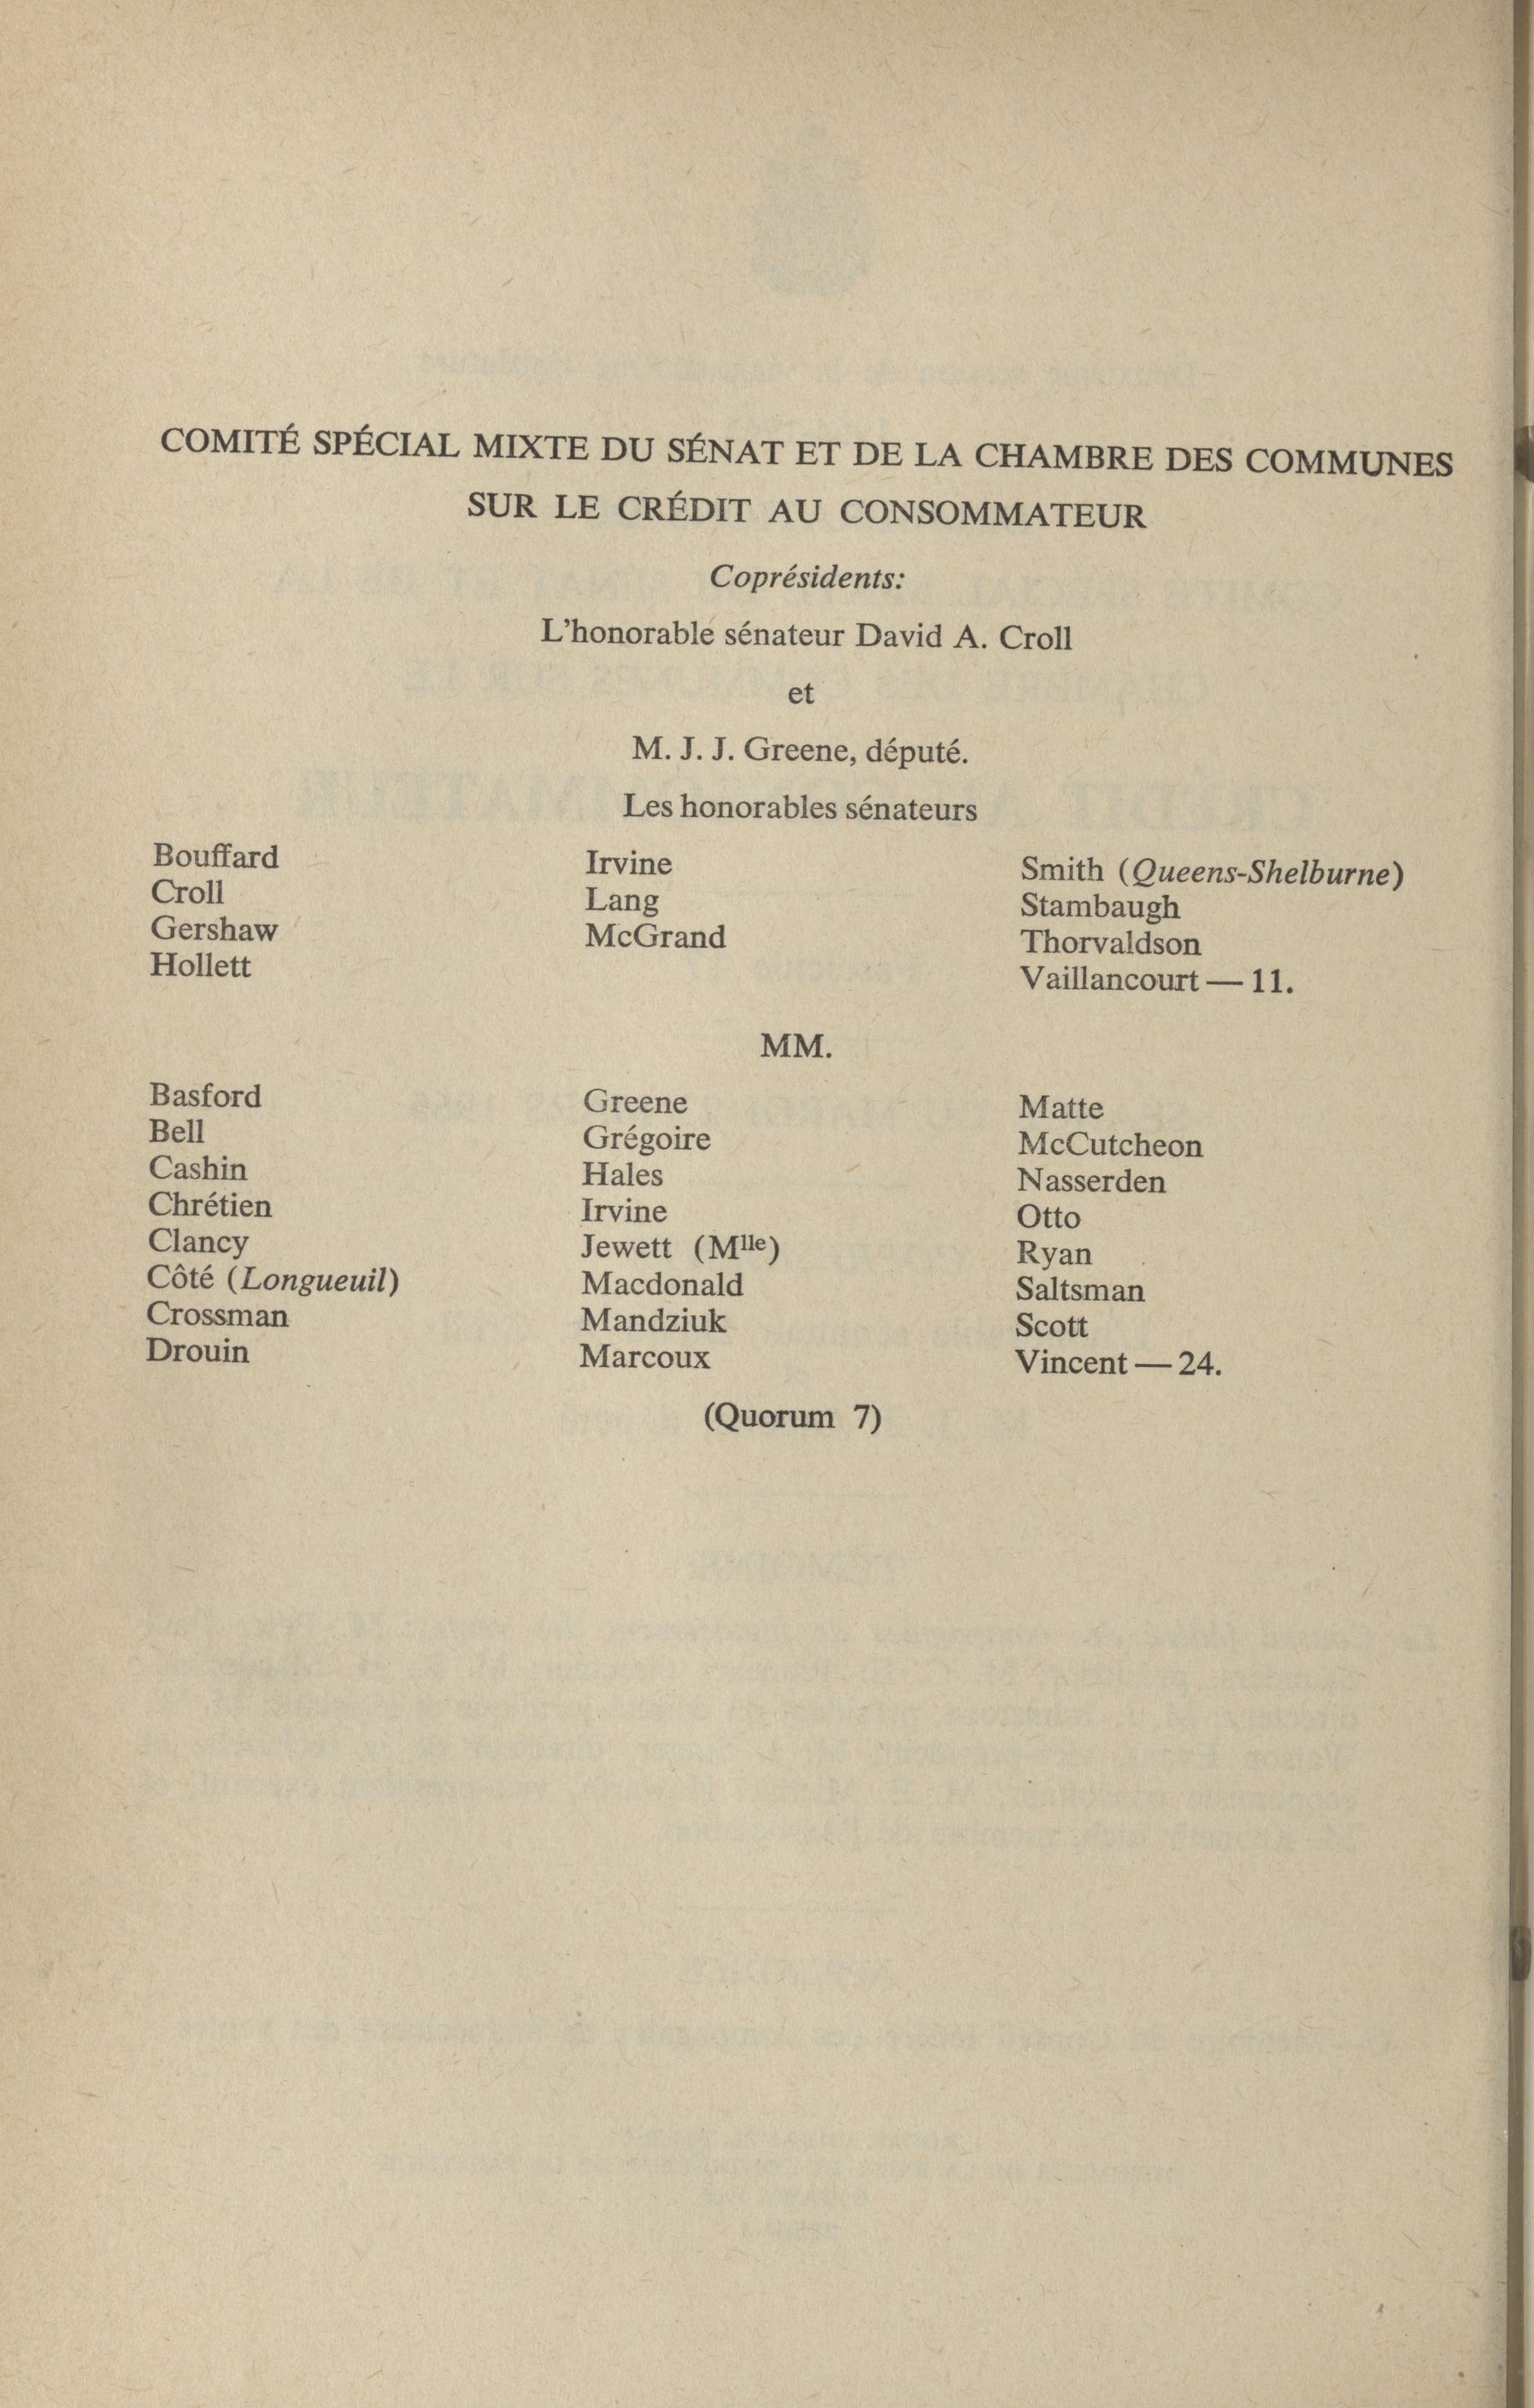 COMITÉ SPÉCIAL MIXTE DU SÉNAT ET DE LA CHAMBRE DES COMMUNES
SUR LE CRÉDIT AU CONSOMMATEUR
Coprésidents:
L'honorable sénateur David A. Croll
et
M. J. J. Greene, député.
Les honorables sénateurs
Bouffard
Croll
Gershaw
Hollett
Irvine
Lang
McGrand
Smith (Queens-Shelburne)
Stambaugh
Thorvaldson
Vaillancourt — 11.
MM.
Basford
Bell
Cashin
Chrétien
Clancy
Côté (Longueuil)
Crossman
Drouin
Greene
Grégoire
Hales
Irvine
Jewett (Mlle)
Macdonald
Mandziuk
Marcoux
Matte
McCutcheon
Nasserden
Otto
Ryan
Saltsman
Scott
Vincent — 24.
(Quorum 7)